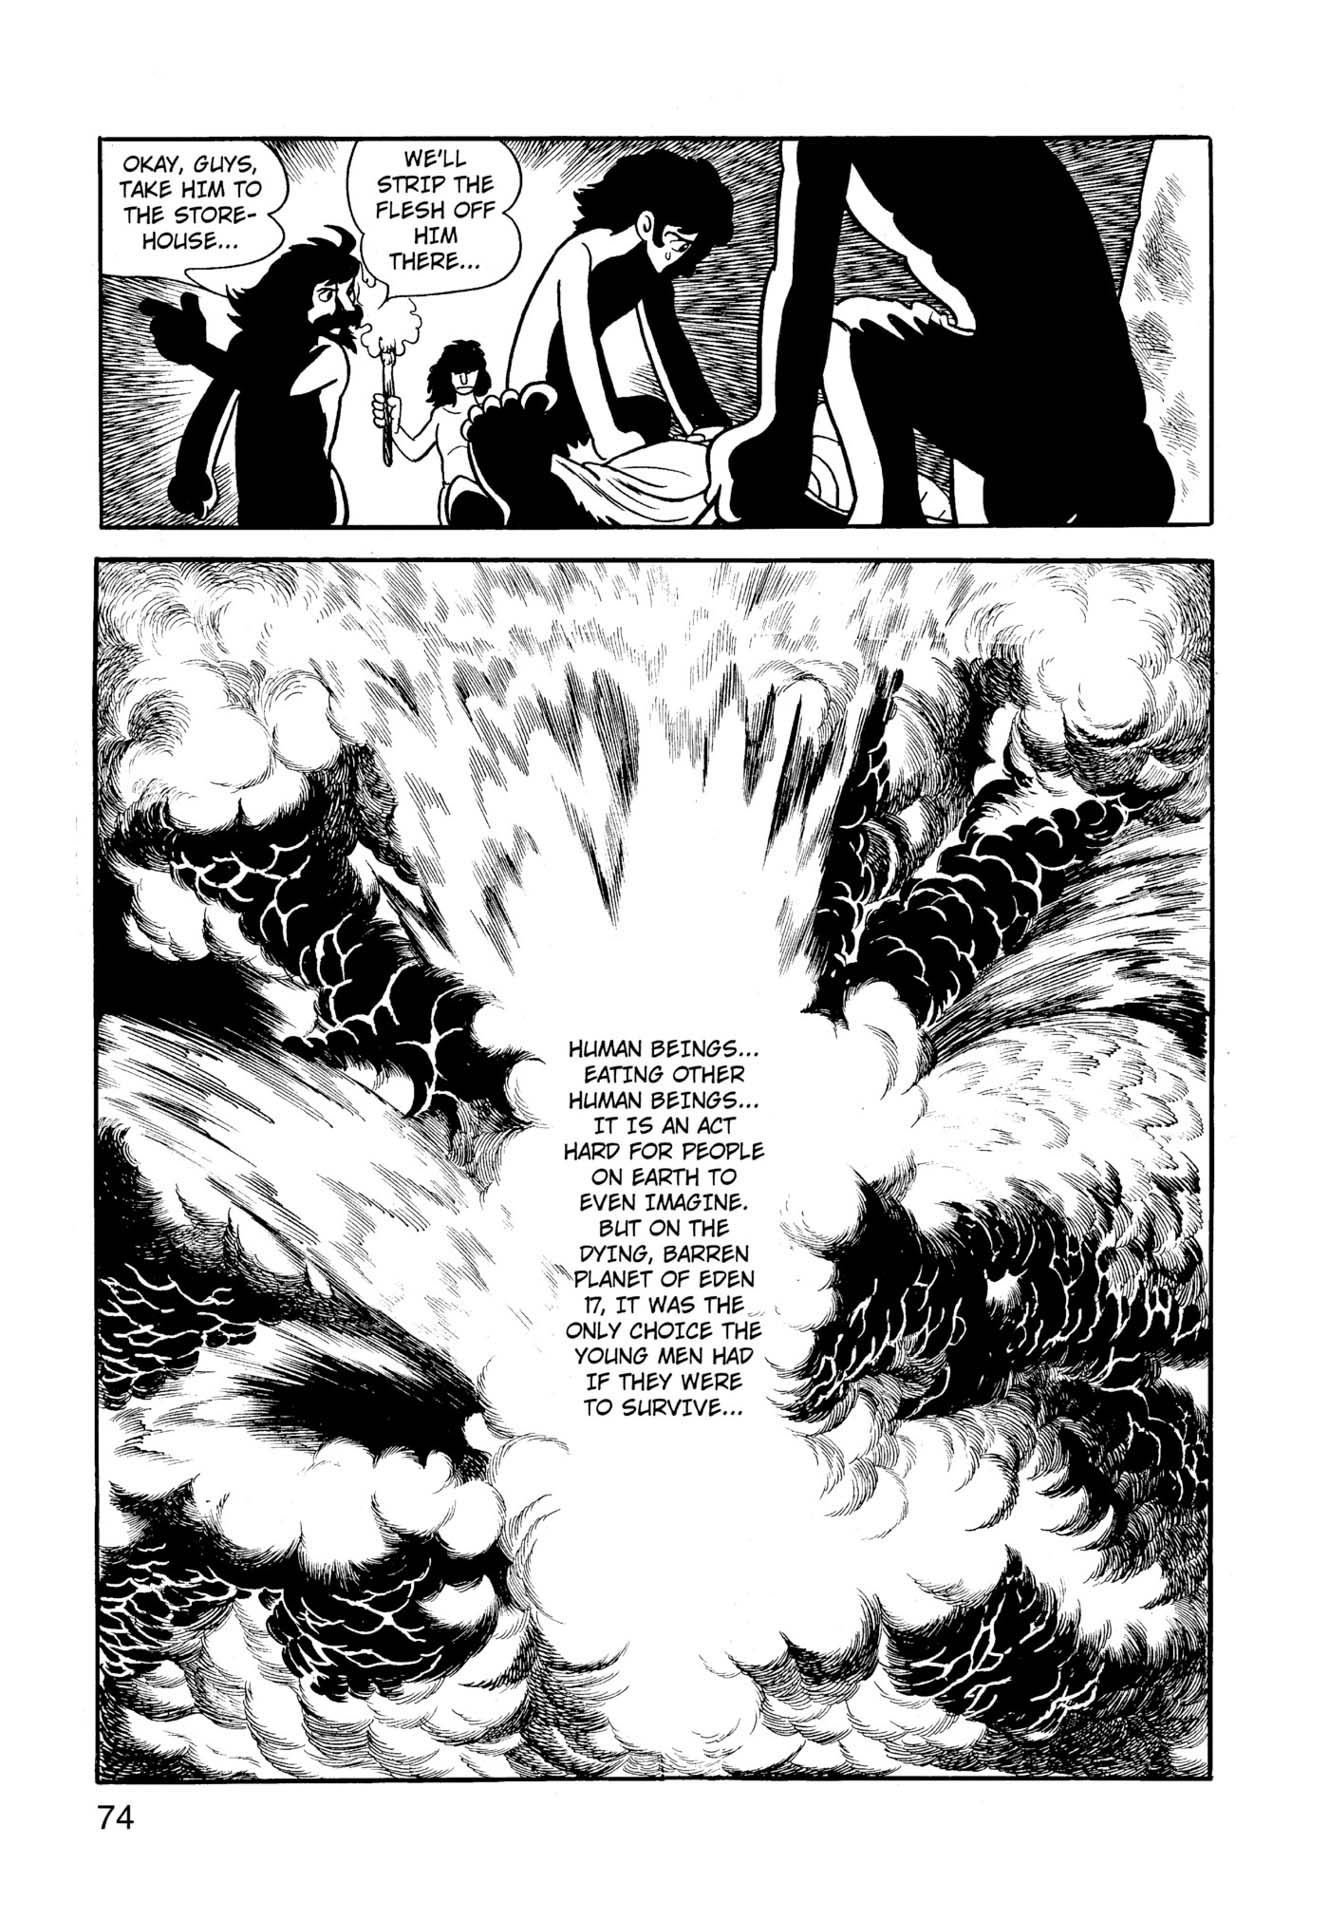 OKAY, GUYS,
TAKE HIM TO
THE STORE-
HOUSE...
WE'LL
STRIP THE
FLESH OFF
HIM
THERE...
HUMAN BEINGS...
EATING OTHER
HUMAN BEINGS...
IT IS AN ACT
HARD FOR PEOPLE
ON EARTH TO
EVEN IMAGINE.
BUT ON THE
DYING, BARREN
PLANET OF EDEN
17, IT WAS THE
ONLY CHOICE THE
YOUNG MEN HAD
IF THEY WERE
TO SURVIVE...
74